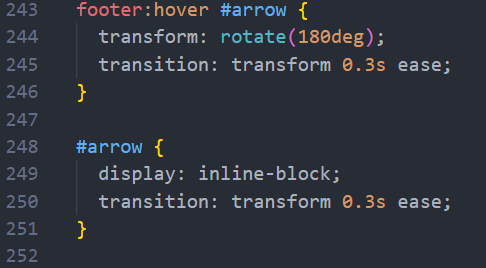 243 footer:hover #arrow {
244   transform: rotate(180deg);
245   transition: transform 0.3s ease;
246 }
247
248 #arrow {
249   display: inline-block;
250   transition: transform 0.3s ease;
251 }
252